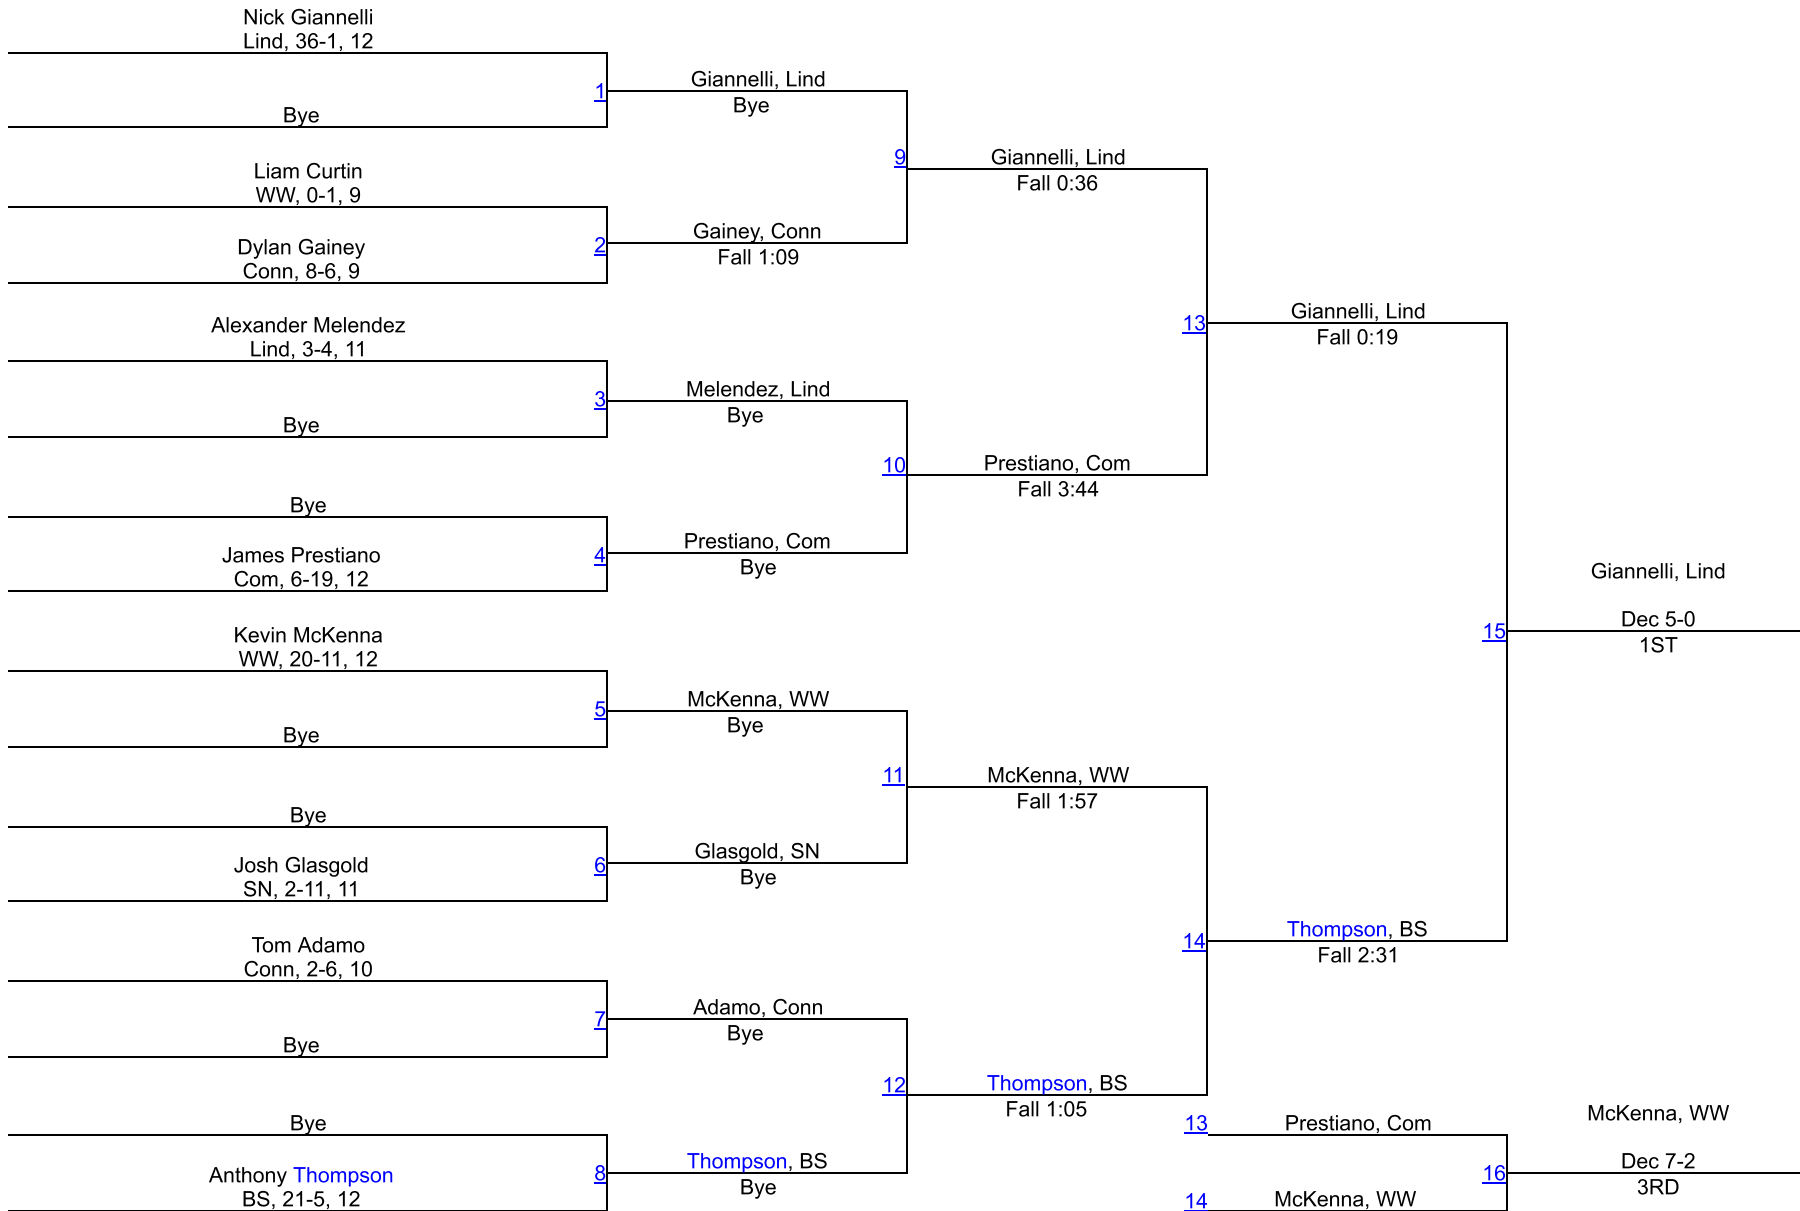 Nick Giannelli
Lind, 36-1, 12
Bye
1
Giannelli, Lind
Bye
Liam Curtin
WW, 0-1, 9
Dylan Gainey
Conn, 8-6, 9
2
Gainey, Conn
Fall 1:09
9
Giannelli, Lind
Fall 0:36
Alexander Melendez
Lind, 3-4, 11
Bye
3
Melendez, Lind
Bye
Bye
James Prestiano
Com, 6-19, 12
4
Prestiano, Com
Bye
10
Prestiano, Com
Fall 3:44
13
Giannelli, Lind
Fall 0:19
Kevin McKenna
WW, 20-11, 12
Bye
5
McKenna, WW
Bye
Bye
Josh Glasgold
SN, 2-11, 11
6
Glasgold, SN
Bye
11
McKenna, WW
Fall 1:57
Tom Adamo
Conn, 2-6, 10
Bye
7
Adamo, Conn
Bye
Bye
Anthony Thompson
BS, 21-5, 12
8
Thompson, BS
Bye
12
Thompson, BS
Fall 1:05
14
Thompson, BS
Fall 2:31
15
Giannelli, Lind
Dec 5-0
1ST
13
Prestiano, Com
14
McKenna, WW
16
McKenna, WW
Dec 7-2
3RD